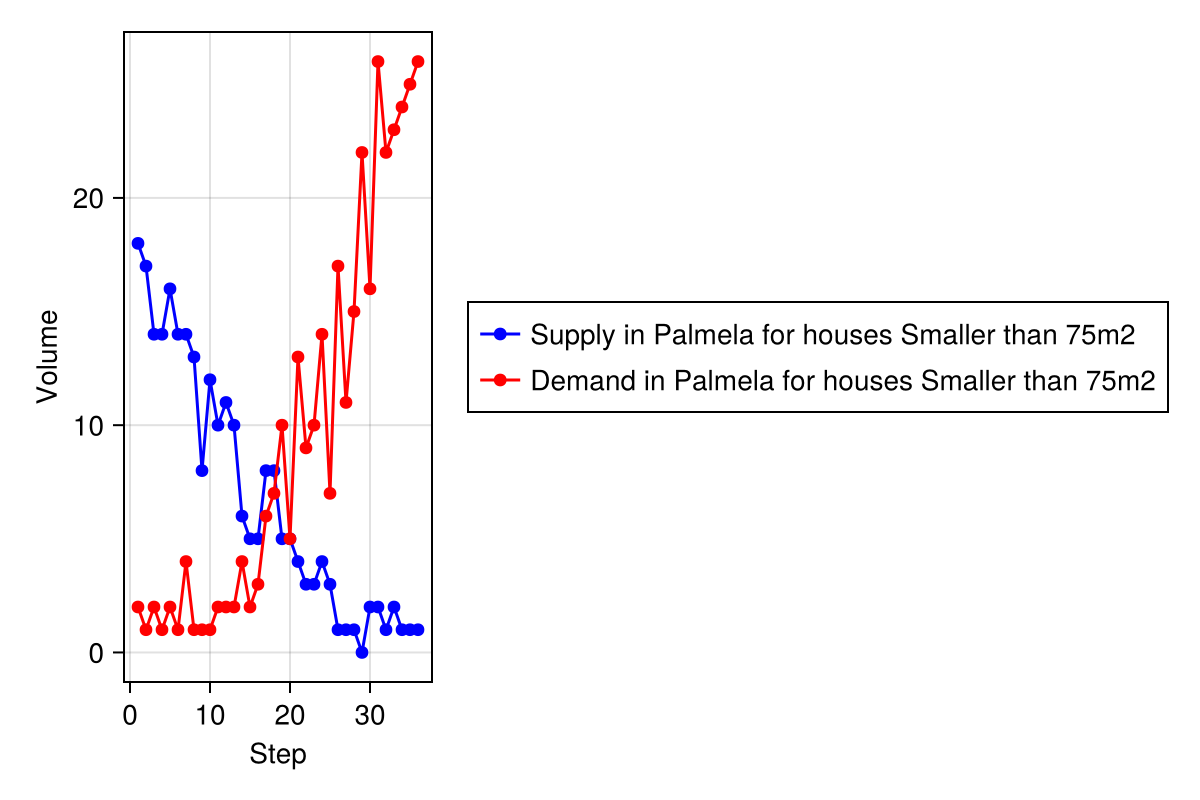 20
10
0
Volume
0 10 20 30
Step
Supply in Palmela for houses Smaller than 75m2
Demand in Palmela for houses Smaller than 75m2